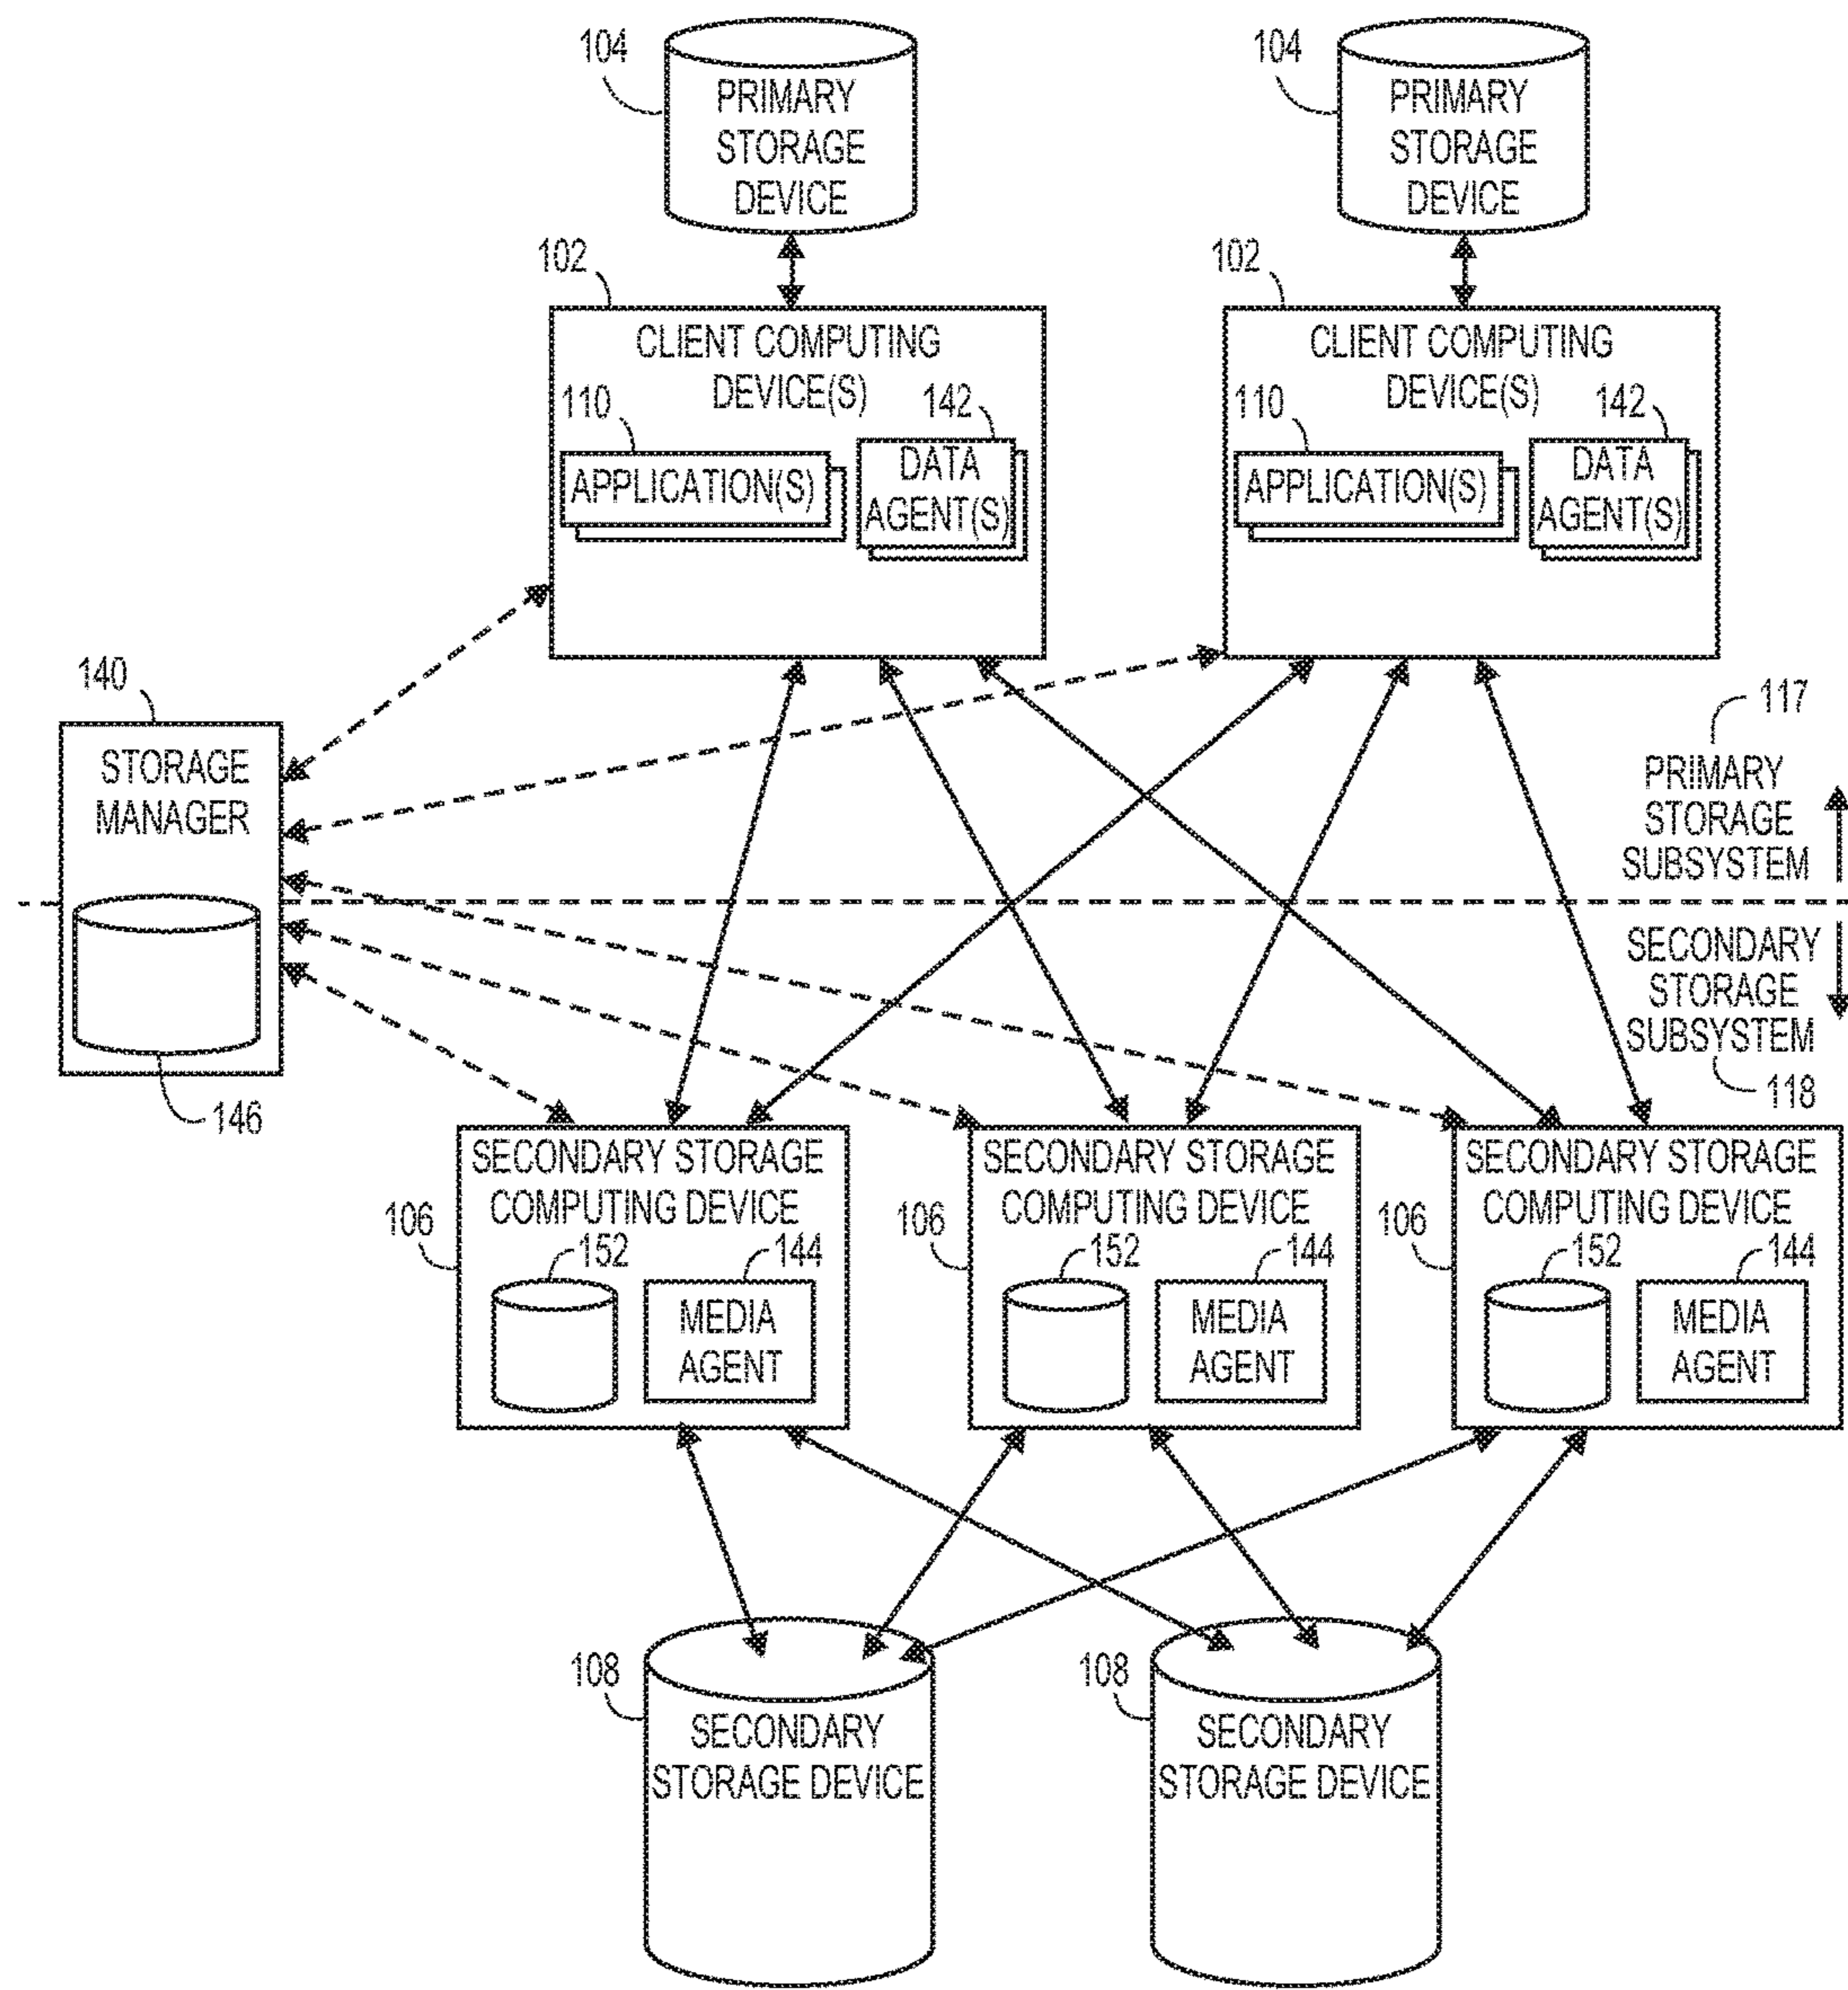 104
PRIMARY
STORAGE
DEVICE
104
PRIMARY
STORAGE
DEVICE
102
CLIENT COMPUTING
DEVICE(S)
110
APPLICATION(S)
142
DATA
AGENT(S)
102
CLIENT COMPUTING
DEVICE(S)
110
APPLICATION(S)
142
DATA
AGENT(S)
140
STORAGE
MANAGER
146
117
PRIMARY
STORAGE
SUBSYSTEM
SECONDARY
STORAGE
SUBSYSTEM
118
SECONDARY STORAGE
COMPUTING DEVICE
106
152
144
MEDIA
AGENT
SECONDARY STORAGE
COMPUTING DEVICE
106
152
144
MEDIA
AGENT
SECONDARY STORAGE
COMPUTING DEVICE
106
152
144
MEDIA
AGENT
108
SECONDARY
STORAGE DEVICE
108
SECONDARY
STORAGE DEVICE